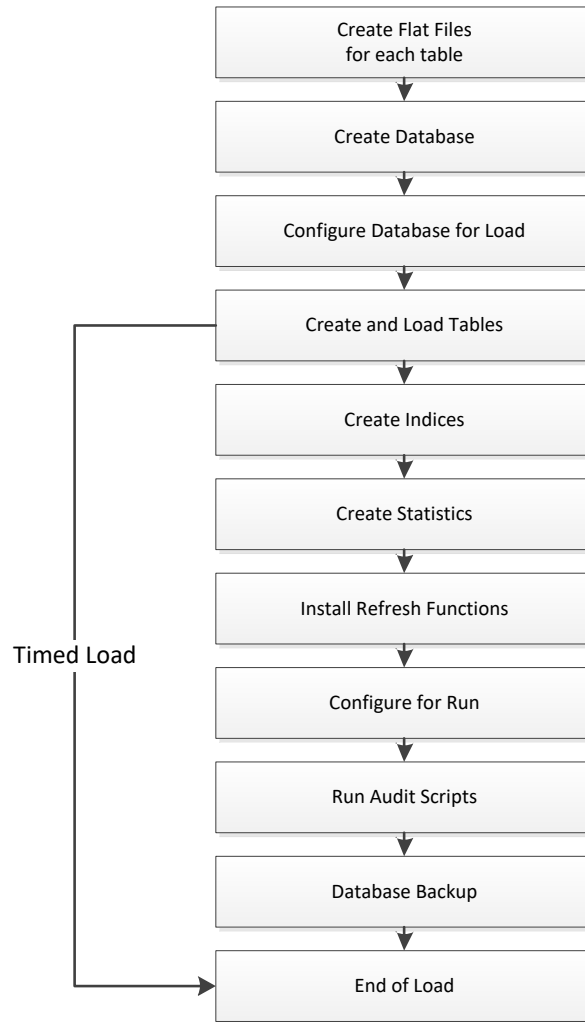 Create Flat Files
for each table
Create Database
Configure Database for Load
Create and Load Tables
Create Indices
Create Statistics
Install Refresh Functions
Timed Load
Configure for Run
Run Audit Scripts
Database Backup
End of Load